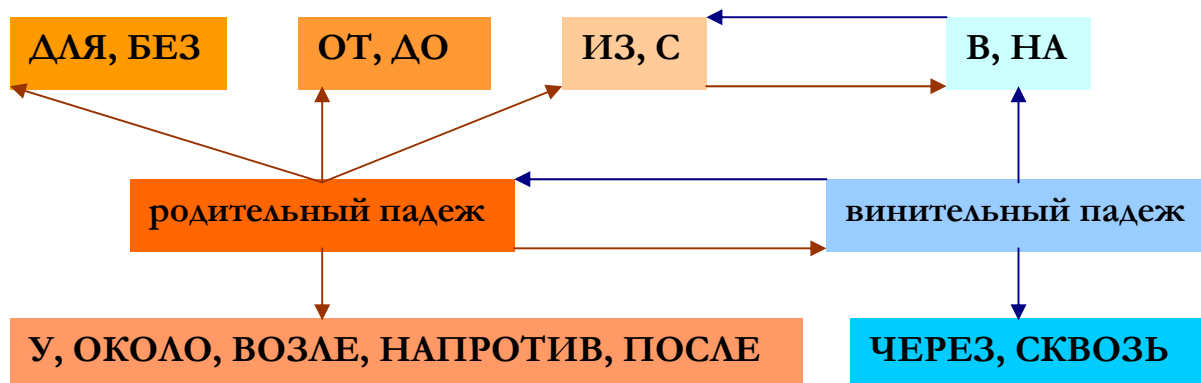 ДЛЯ, БЕЗ
ОТ, ДО
ИЗ, С
В, НА
родительный падеж
винительный падеж
У, ОКОЛО, ВОЗЛЕ, НАПРОТИВ, ПОСЛЕ
ЧЕРЕЗ, СКВОЗЬ